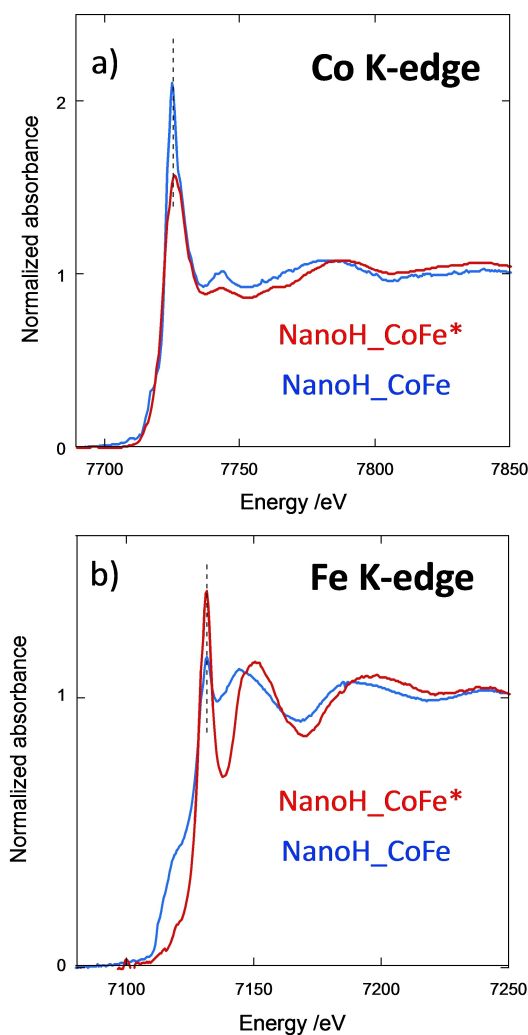 a)
Co K-edge
2
1
0
Normalized absorbance
NanoH_CoFe*
NanoH_CoFe
7700 7750 7800 7850
Energy /eV
b)
Fe K-edge
1
0
Normalized absorbance
NanoH_CoFe*
NanoH_CoFe
7100 7150 7200 7250
Energy /eV